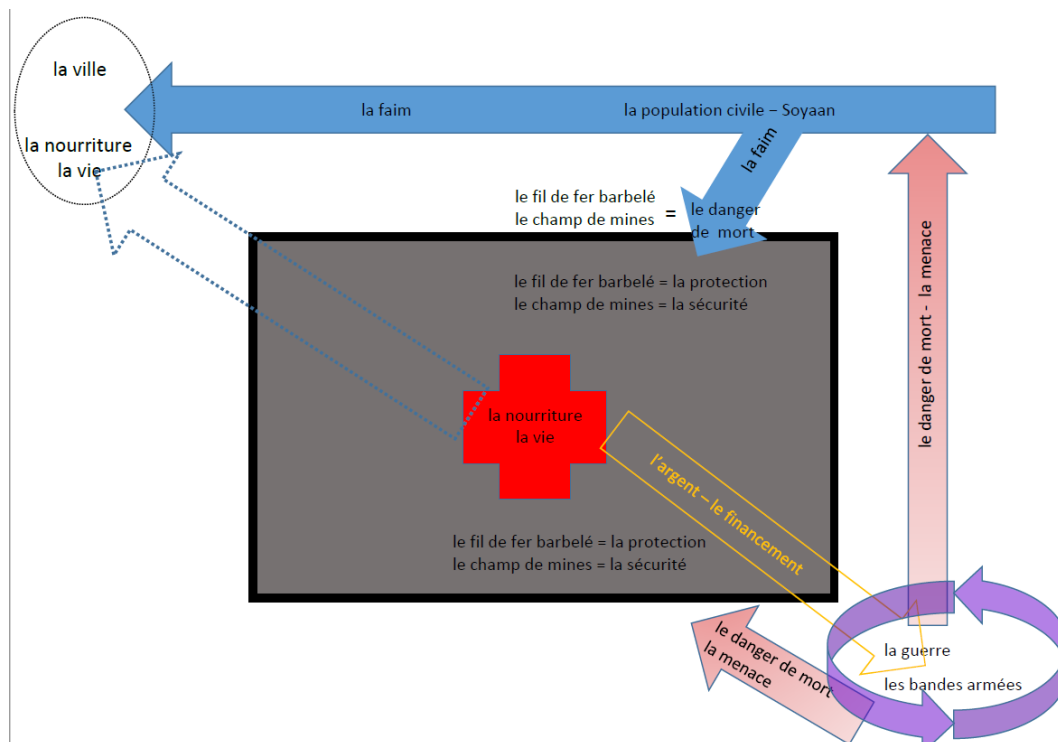 la ville
la faim
la population civile – Soyaan
la nourriture
la vie
la faim
le fil de fer barbelé
le champ de mines
=
le danger
de mort
le fil de fer barbelé = la protection
le champ de mines = la sécurité
le danger de mort - la menace
la nourriture
la vie
l'argent – le financement
le fil de fer barbelé = la protection
le champ de mines = la sécurité
le danger de mort
la menace
la guerre
les bandes armées